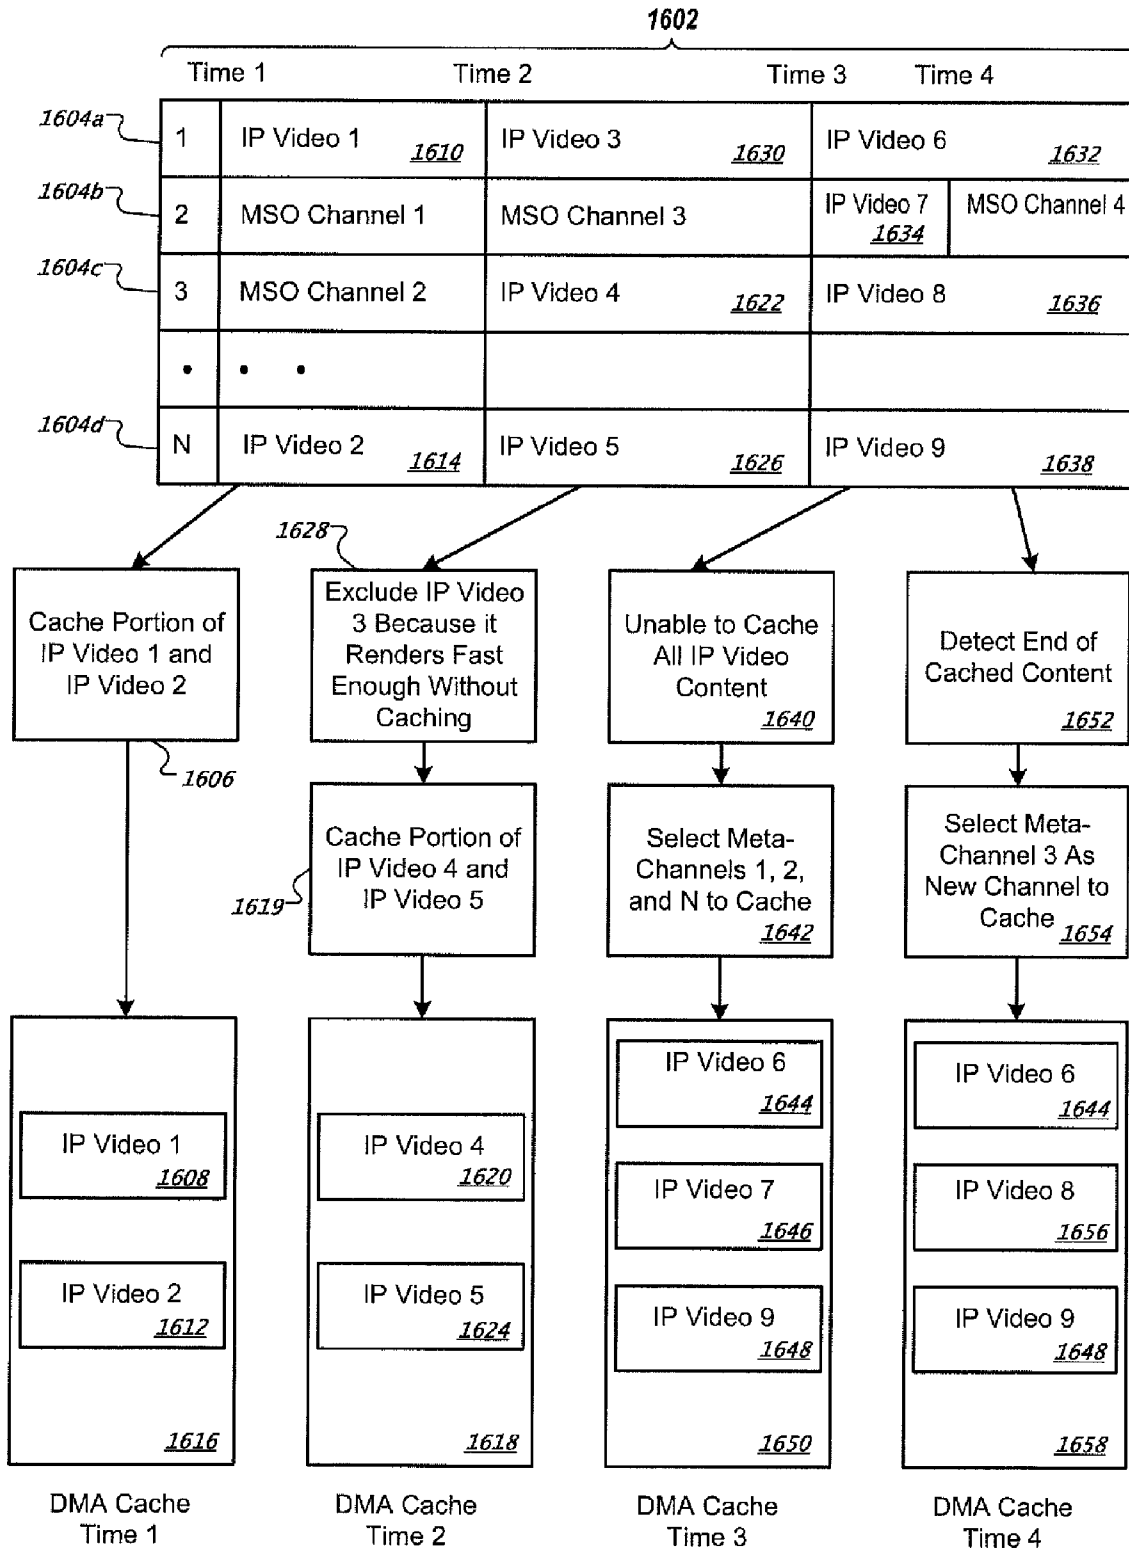 1602
Time 1 Time 2 Time 3 Time 4
1604a 1 IP Video 1 1610 IP Video 3 1630 IP Video 6 1632
1604b 2 MSO Channel 1 MSO Channel 3 IP Video 7 1634 MSO Channel 4
1604c 3 MSO Channel 2 IP Video 4 1622 IP Video 8 1636
• • •
1604d N IP Video 2 1614 IP Video 5 1626 IP Video 9 1638
Cache Portion of
IP Video 1 and
IP Video 2
1606
1628
Exclude IP Video
3 Because it
Renders Fast
Enough Without
Caching
Unable to Cache
All IP Video
Content
1640
Detect End of
Cached Content
1652
1619
Cache Portion of
IP Video 4 and
IP Video 5
Select Meta-
Channels 1, 2,
and N to Cache
1642
Select Meta-
Channel 3 As
New Channel to
Cache
1654
IP Video 1
1608
IP Video 2
1612
1616
DMA Cache
Time 1
IP Video 4
1620
IP Video 5
1624
1618
DMA Cache
Time 2
IP Video 6
1644
IP Video 7
1646
IP Video 9
1648
1650
DMA Cache
Time 3
IP Video 6
1644
IP Video 8
1656
IP Video 9
1648
1658
DMA Cache
Time 4